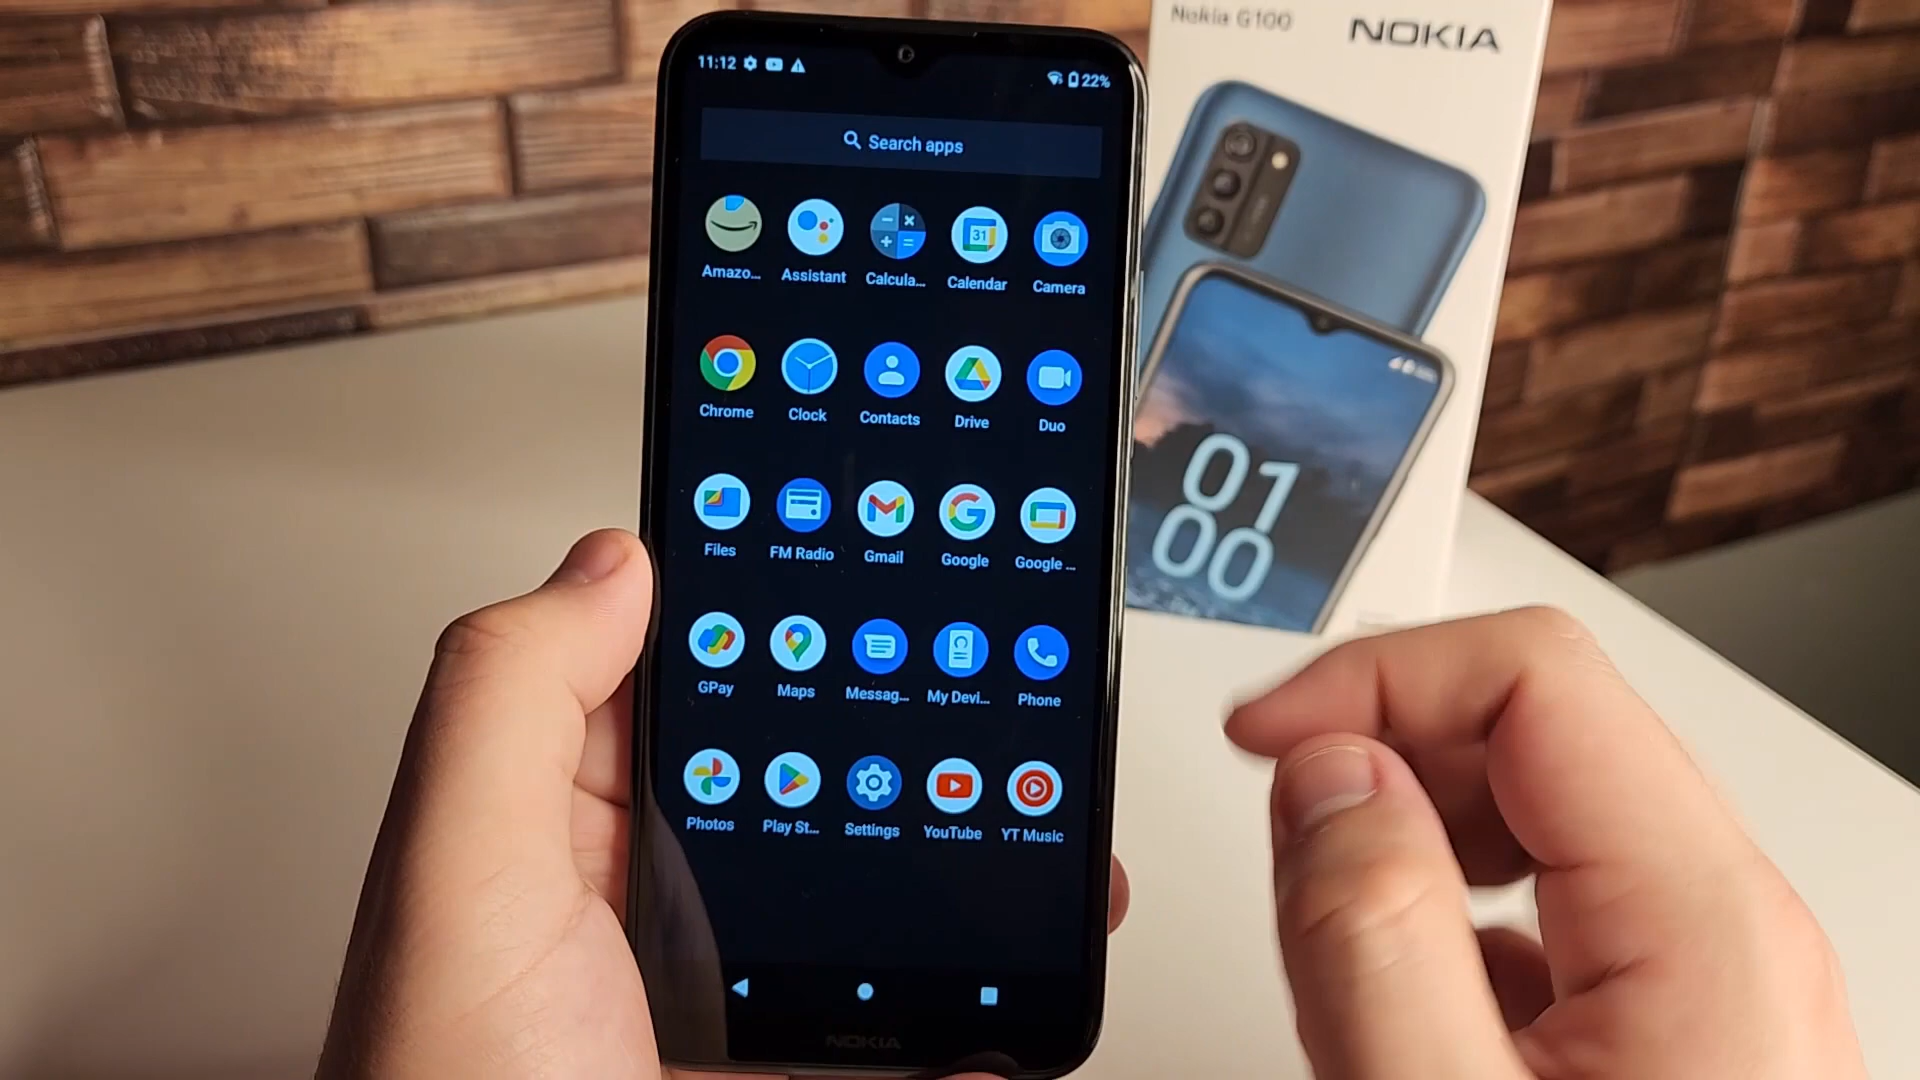 Nokia G100
NOKIA
11:12
22%
Search apps
Amazo...
Assistant
Calcula...
Calendar
Camera
31
Chrome
Clock
Contacts
Drive
Duo
Files
FM Radio
Gmail
Google
Google ...
GPay
Maps
Messag...
My Devi...
Phone
Photos
Play St...
Settings
YouTube
YT Music
NOKIA
01
00